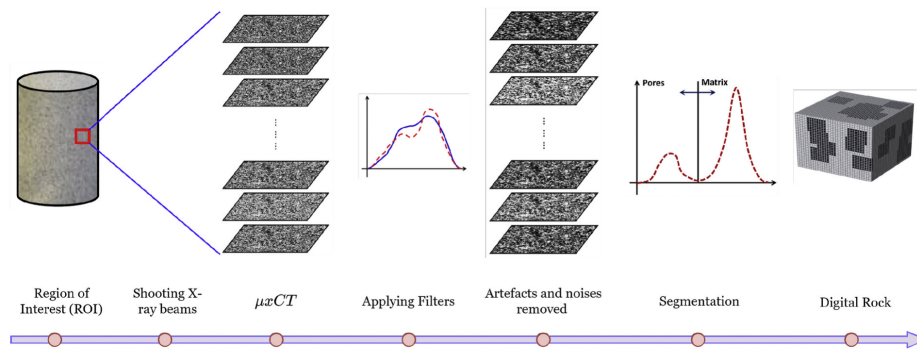 Pores
Matrix
Region of
Interest (ROI)
Shooting X-
ray beams
μxCT
Applying Filters
Artefacts and noises
removed
Segmentation
Digital Rock